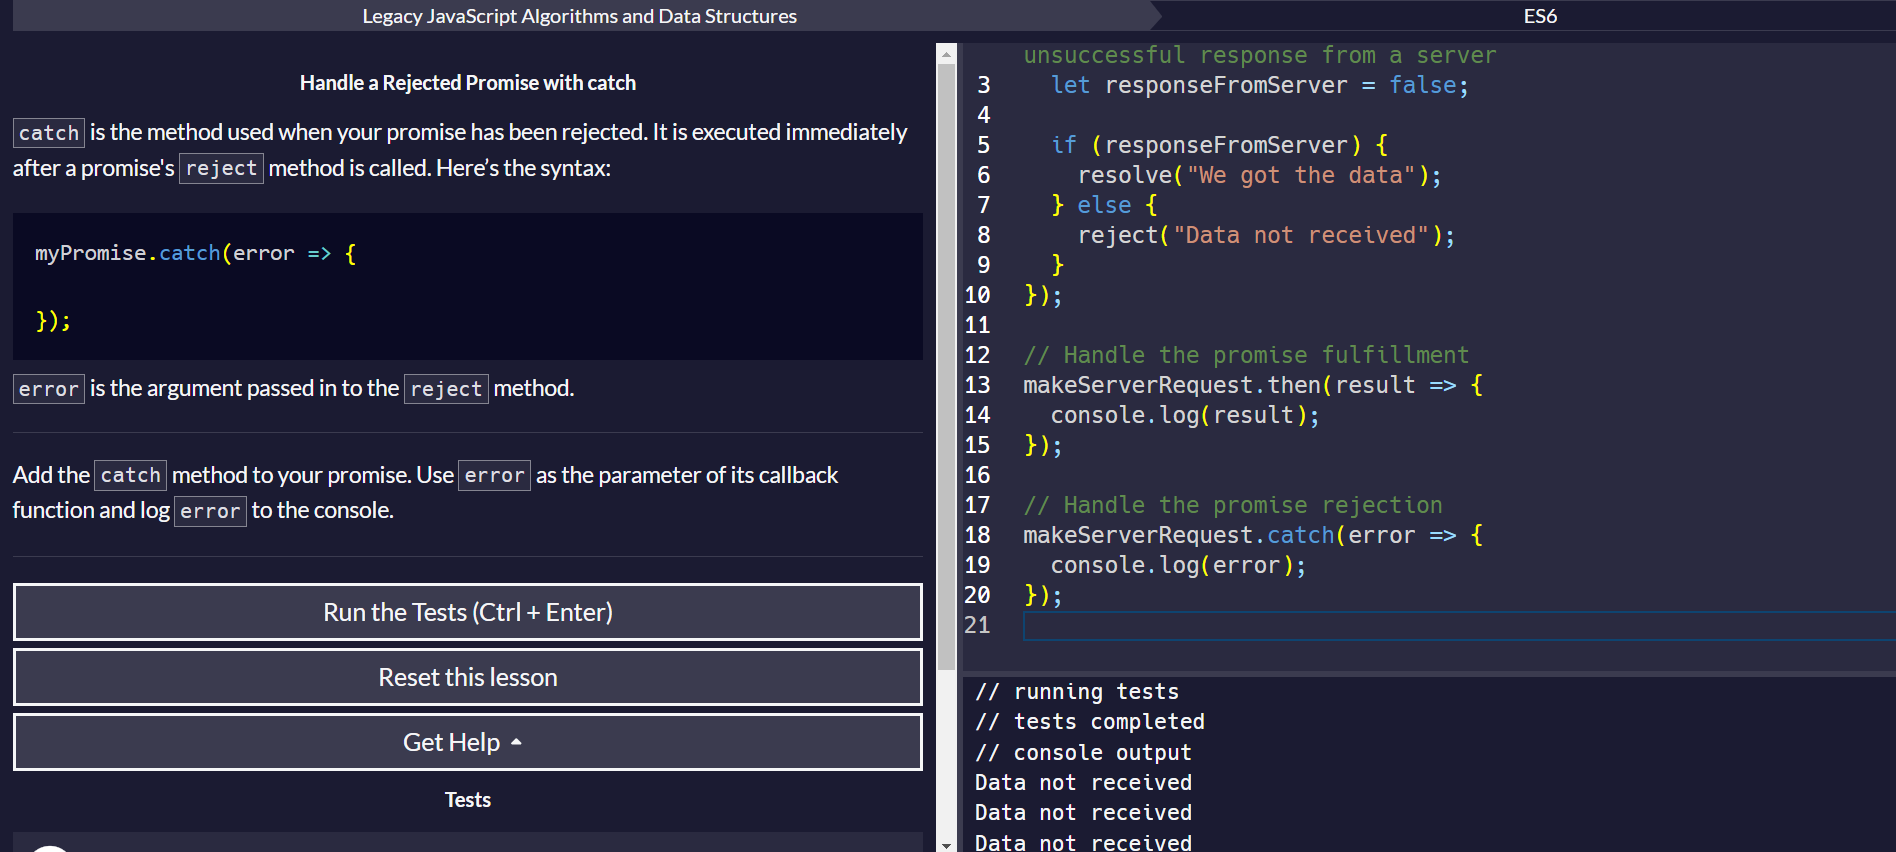 Legacy JavaScript Algorithms and Data Structures
ES6
Handle a Rejected Promise with catch
catch is the method used when your promise has been rejected. It is executed immediately
after a promise's reject method is called. Here’s the syntax:
myPromise.catch(error => {
});
error is the argument passed in to the reject method.
Add the catch method to your promise. Use error as the parameter of its callback
function and log error to the console.
Run the Tests (Ctrl + Enter)
Reset this lesson
Get Help
Tests
unsuccessful response from a server
3 let responseFromServer = false;
4
5 if (responseFromServer) {
6 resolve("We got the data");
7 } else {
8 reject("Data not received");
9 }
10 });
11
12 // Handle the promise fulfillment
13 makeServerRequest.then(result => {
14 console.log(result);
15 });
16
17 // Handle the promise rejection
18 makeServerRequest.catch(error => {
19 console.log(error);
20 });
21
// running tests
// tests completed
// console output
Data not received
Data not received
Data not received